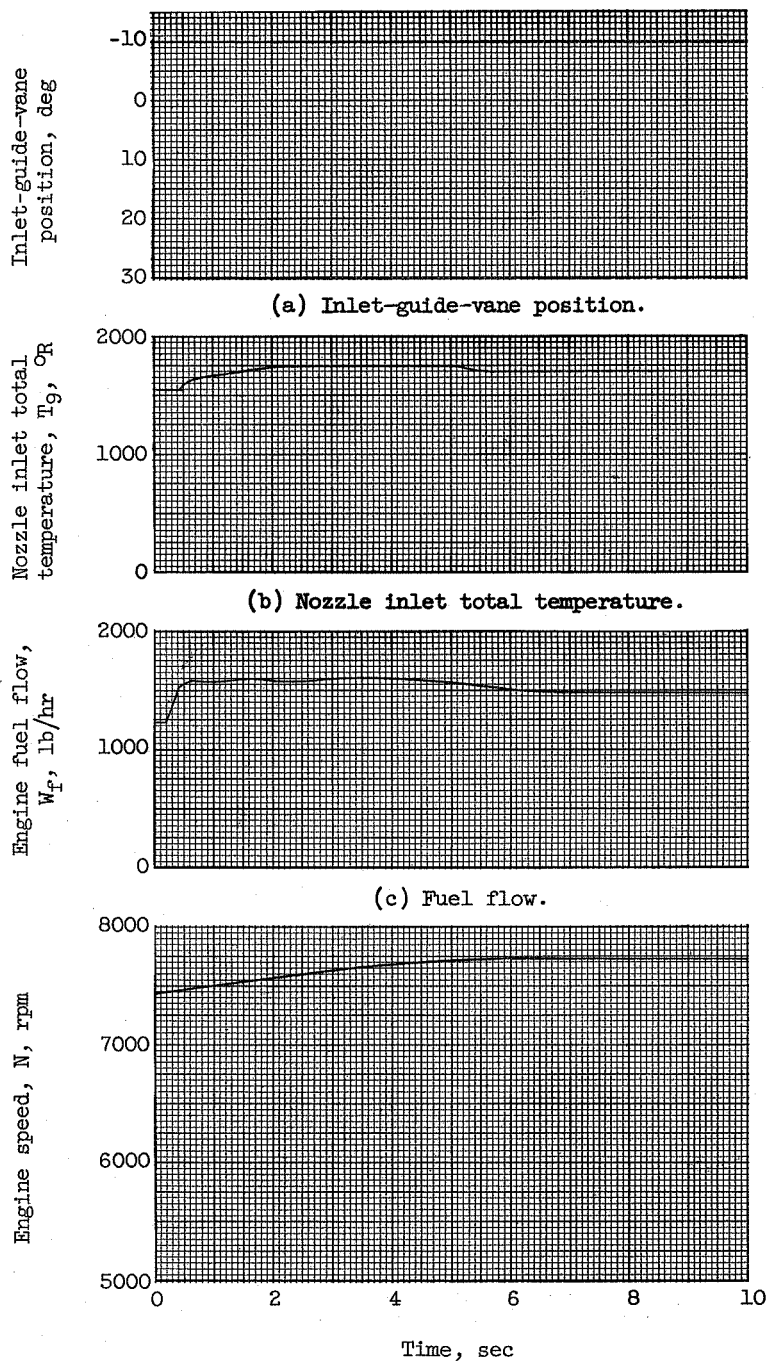 Inlet-guide-vane
position, deg
-10
0
10
20
30
(a) Inlet-guide-vane position.
Nozzle inlet total
temperature, T9, °R
2000
1000
0
(b) Nozzle inlet total temperature.
Engine fuel flow,
Wf, lb/hr
2000
1000
0
(c) Fuel flow.
Engine speed, N, rpm
8000
7000
6000
5000
0 2 4 6 8 10
Time, sec